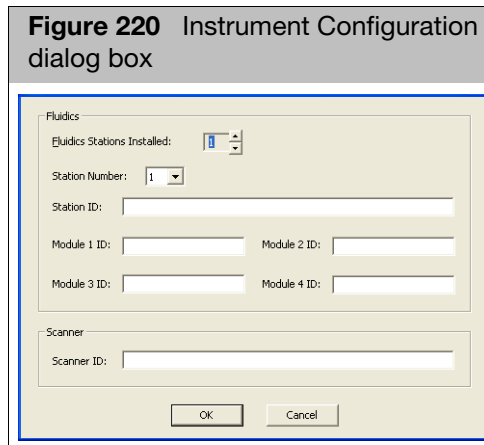 Figure 220 Instrument Configuration
dialog box
Fluidics
Fluidics Stations Installed: 1
Station Number: 1
Station ID:
Module 1 ID: Module 2 ID:
Module 3 ID: Module 4 ID:
Scanner
Scanner ID:
OK Cancel